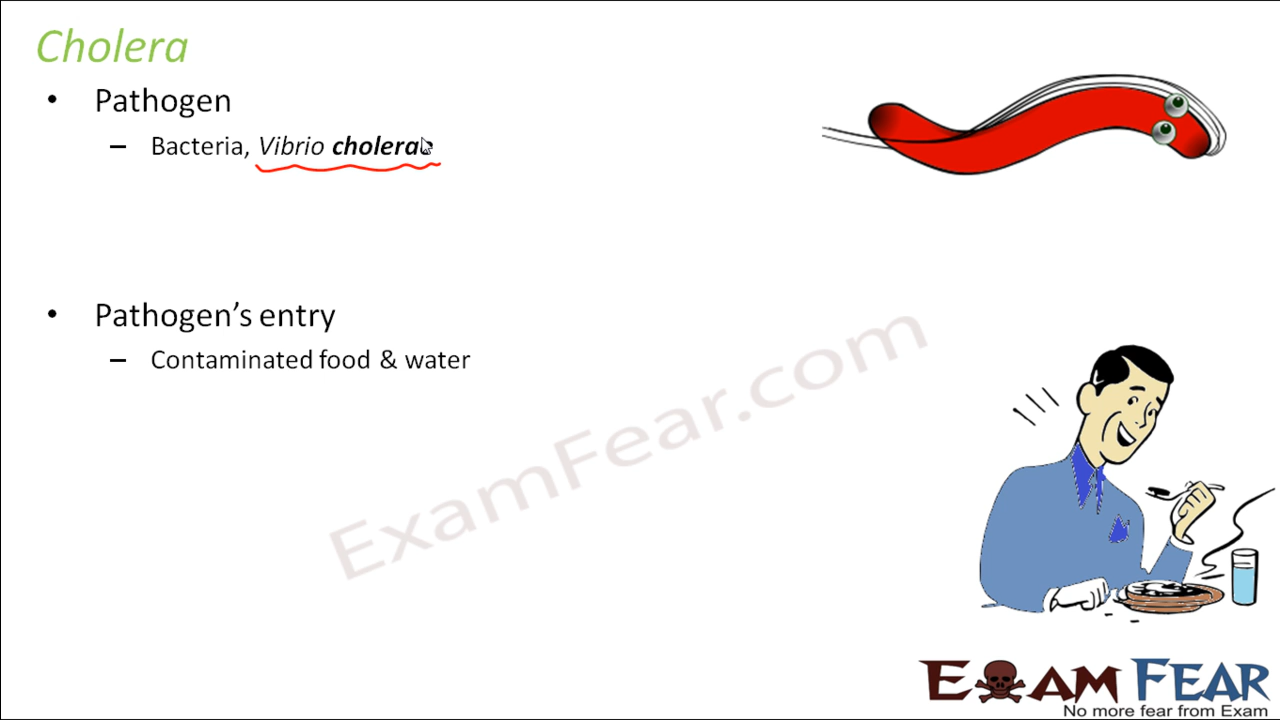 Cholera
• Pathogen
– Bacteria, Vibrio cholerae
• Pathogen's entry
– Contaminated food & water
ExamFear.com
EXAM FEAR
No more fear from Exam